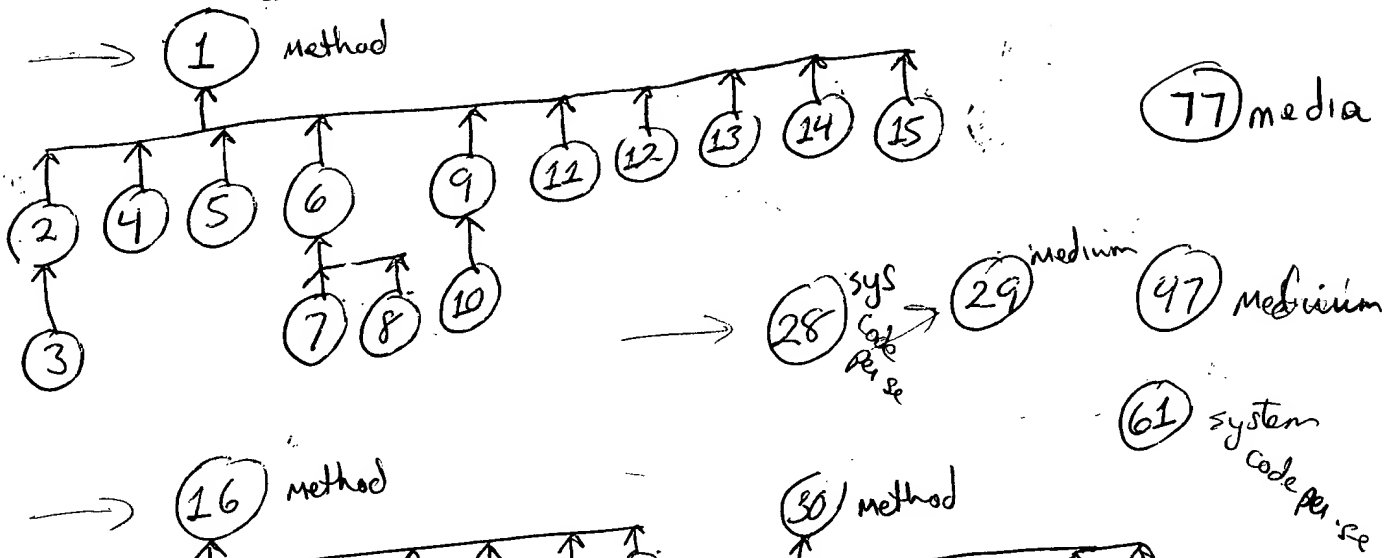 1 method
2 4 5 6 9 11 12 13 14 15
3 7 8 10
77 media
28 sys code per se
29 medium
97 Medium
61 system code per se
16 method
30 method